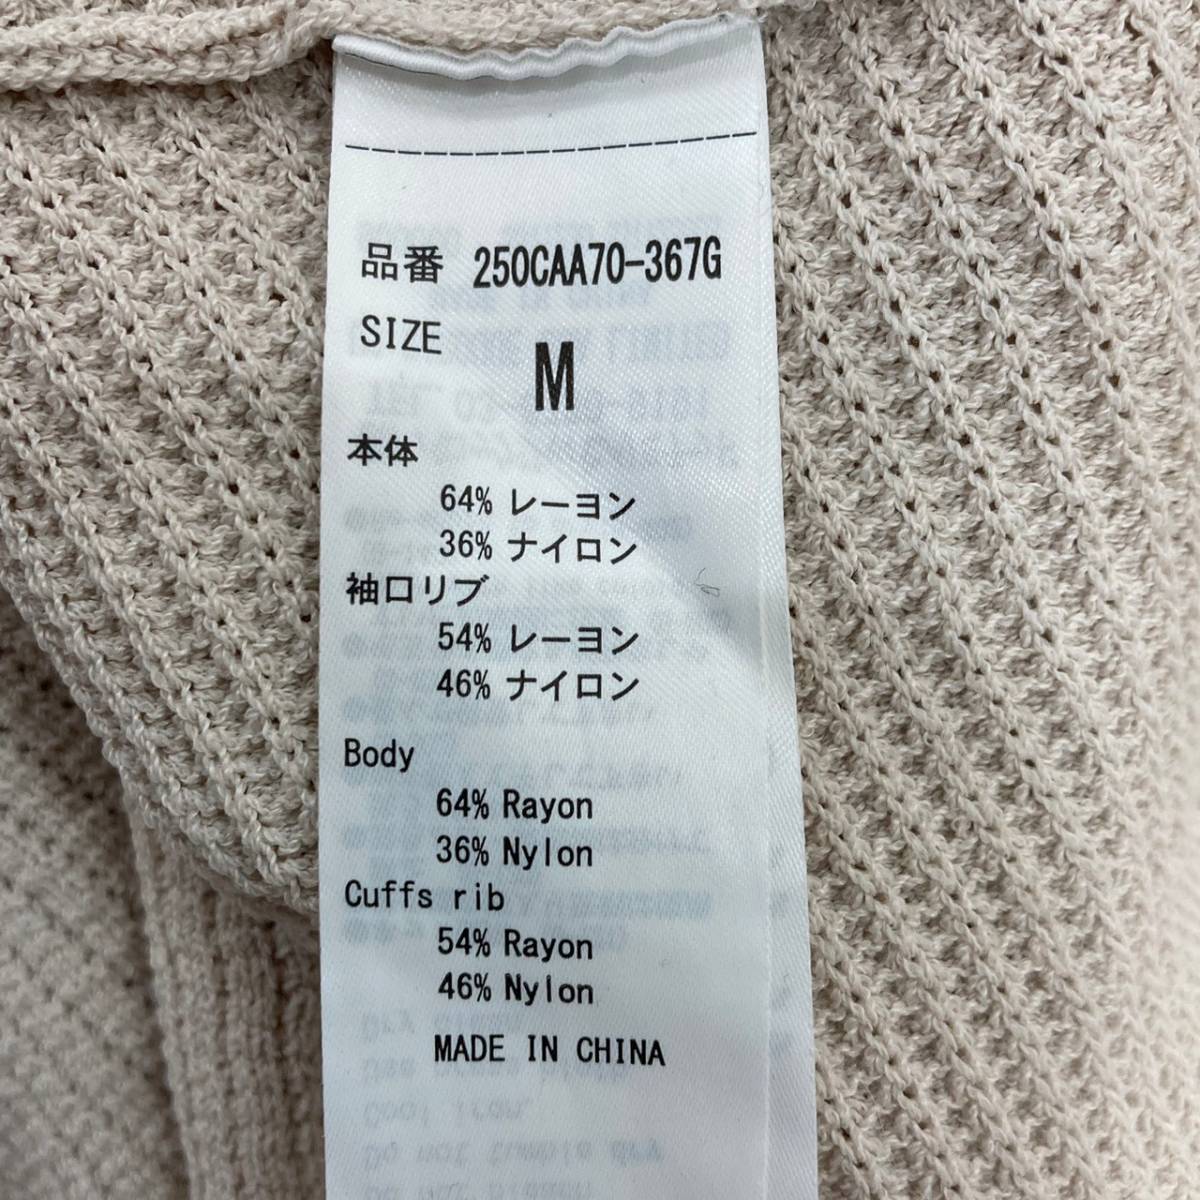 品番 250CAA70-367G
SIZE
M
本体
64% レーヨン
36% ナイロン
袖口リブ
54% レーヨン
46% ナイロン
Body
64% Rayon
36% Nylon
Cuffs rib
54% Rayon
46% Nylon
MADE IN CHINA